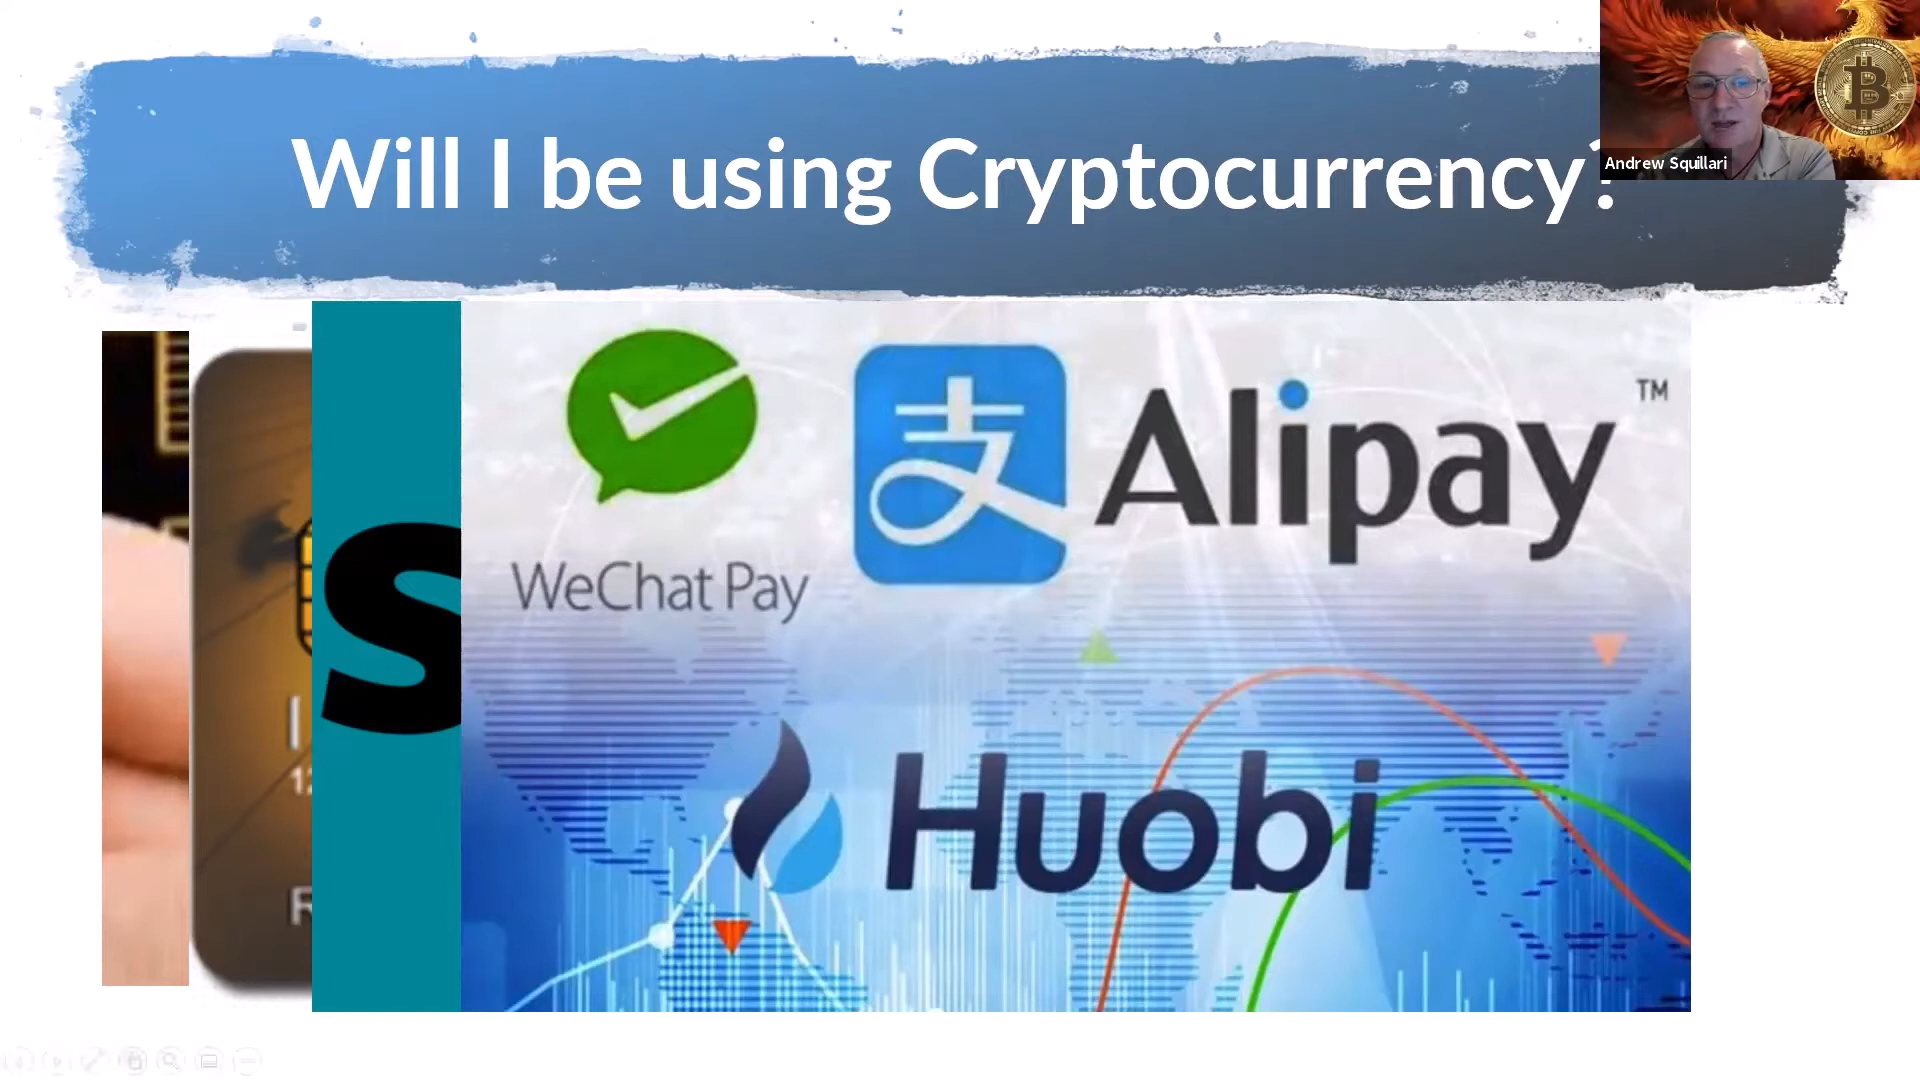 Will I be using Cryptocurrency?
Andrew Squillari
WeChat Pay
支
Alipay
TM
S
Huobi